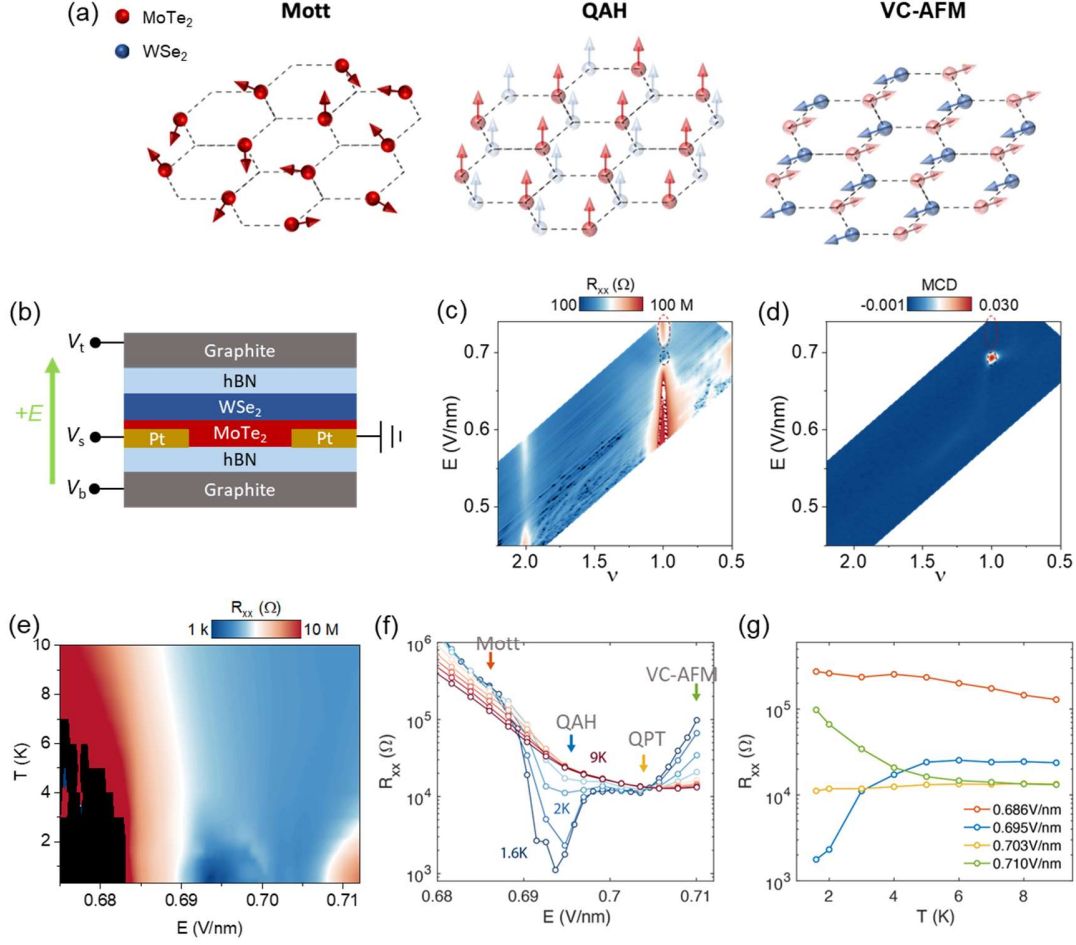 (a)
Mott
QAH
VC-AFM
MoTe₂
WSe₂
(b)
Vt
+E
Vs
Vb
Graphite
hBN
WSe₂
Pt
MoTe₂
Pt
hBN
Graphite
(c)
Rxx (Ω)
100
100 M
E (V/nm)
0.7
0.6
0.5
2.0
1.5
1.0
0.5
ν
(d)
MCD
-0.001
0.030
E (V/nm)
0.7
0.6
0.5
2.0
1.5
1.0
0.5
ν
(e)
Rxx (Ω)
1 k
10 M
T (K)
10
8
6
4
2
0.68
0.69
0.70
0.71
E (V/nm)
(f)
Rxx (Ω)
10⁶
10⁵
10⁴
10³
Mott
QAH
QPT
VC-AFM
9K
2K
1.6K
0.68
0.69
0.70
0.71
E (V/nm)
(g)
Rxx (Ω)
10⁵
10⁴
10³
0.686V/nm
0.695V/nm
0.703V/nm
0.710V/nm
2
4
6
8
T (K)